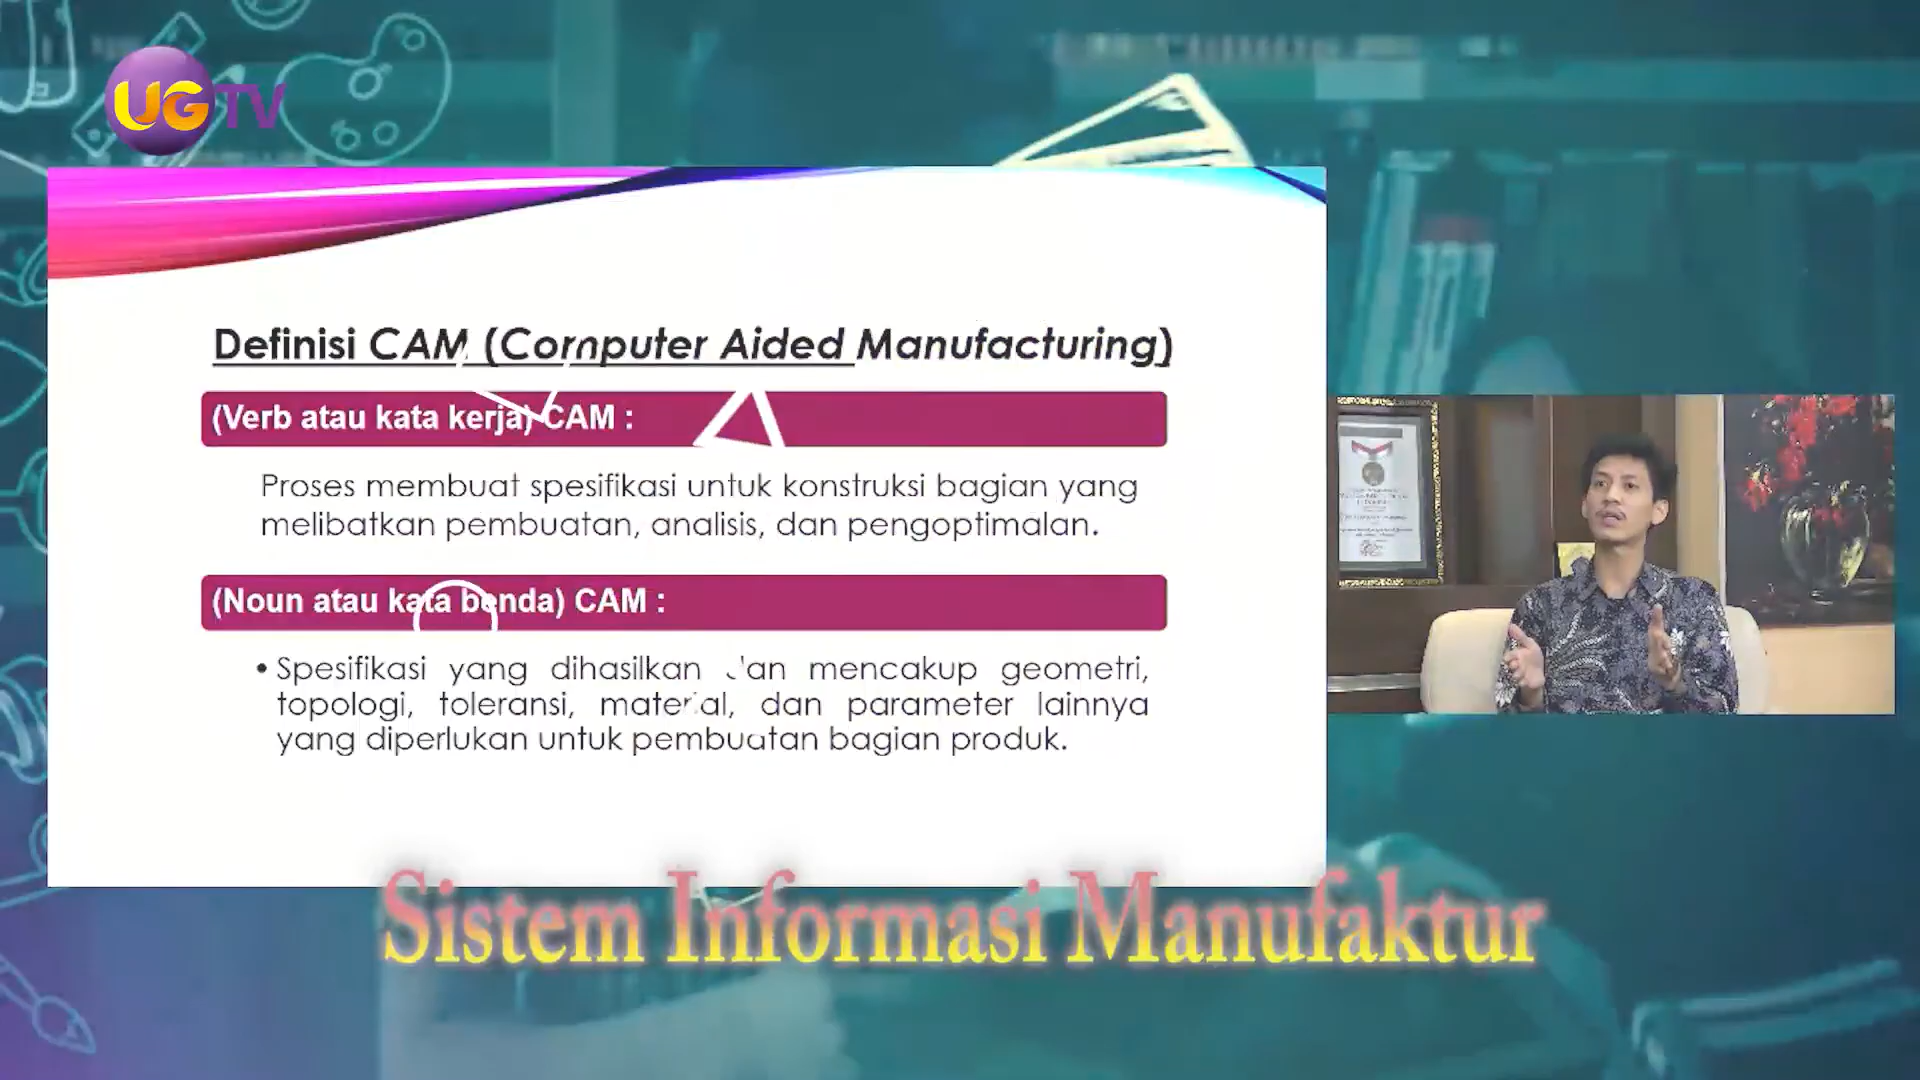 UGTV
Definisi CAM (Computer Aided Manufacturing)
(Verb atau kata kerja) CAM :
Proses membuat spesifikasi untuk konstruksi bagian yang
melibatkan pembuatan, analisis, dan pengoptimalan.
(Noun atau kata benda) CAM :
• Spesifikasi yang dihasilkan dan mencakup geometri,
topologi, toleransi, material, dan parameter lainnya
yang diperlukan untuk pembuatan bagian produk.
Sistem Informasi Manufaktur